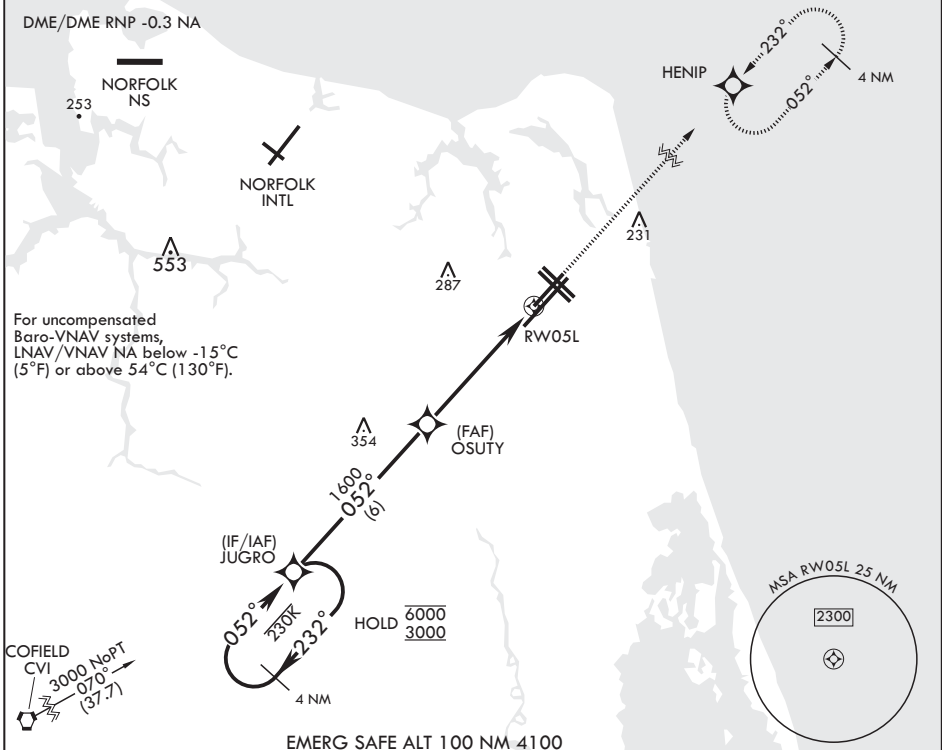 DME/DME RNP -0.3 NA
NORFOLK
NS
253
NORFOLK
INTL
553
HENIP
232°
052°
4 NM
231
287
RW05L
For uncompensated
Baro-VNAV systems,
LNAV/VNAV NA below -15°C
(5°F) or above 54°C (130°F).
354
(FAF)
OSUTY
1600
052°
(6)
(IF/IAF)
JUGRO
052°
230K
232°
HOLD 6000
3000
4 NM
COFIELD
CVI
3000 NoPT
070°
(37.7)
MSA RW05L 25 NM
2300
EMERG SAFE ALT 100 NM 4100